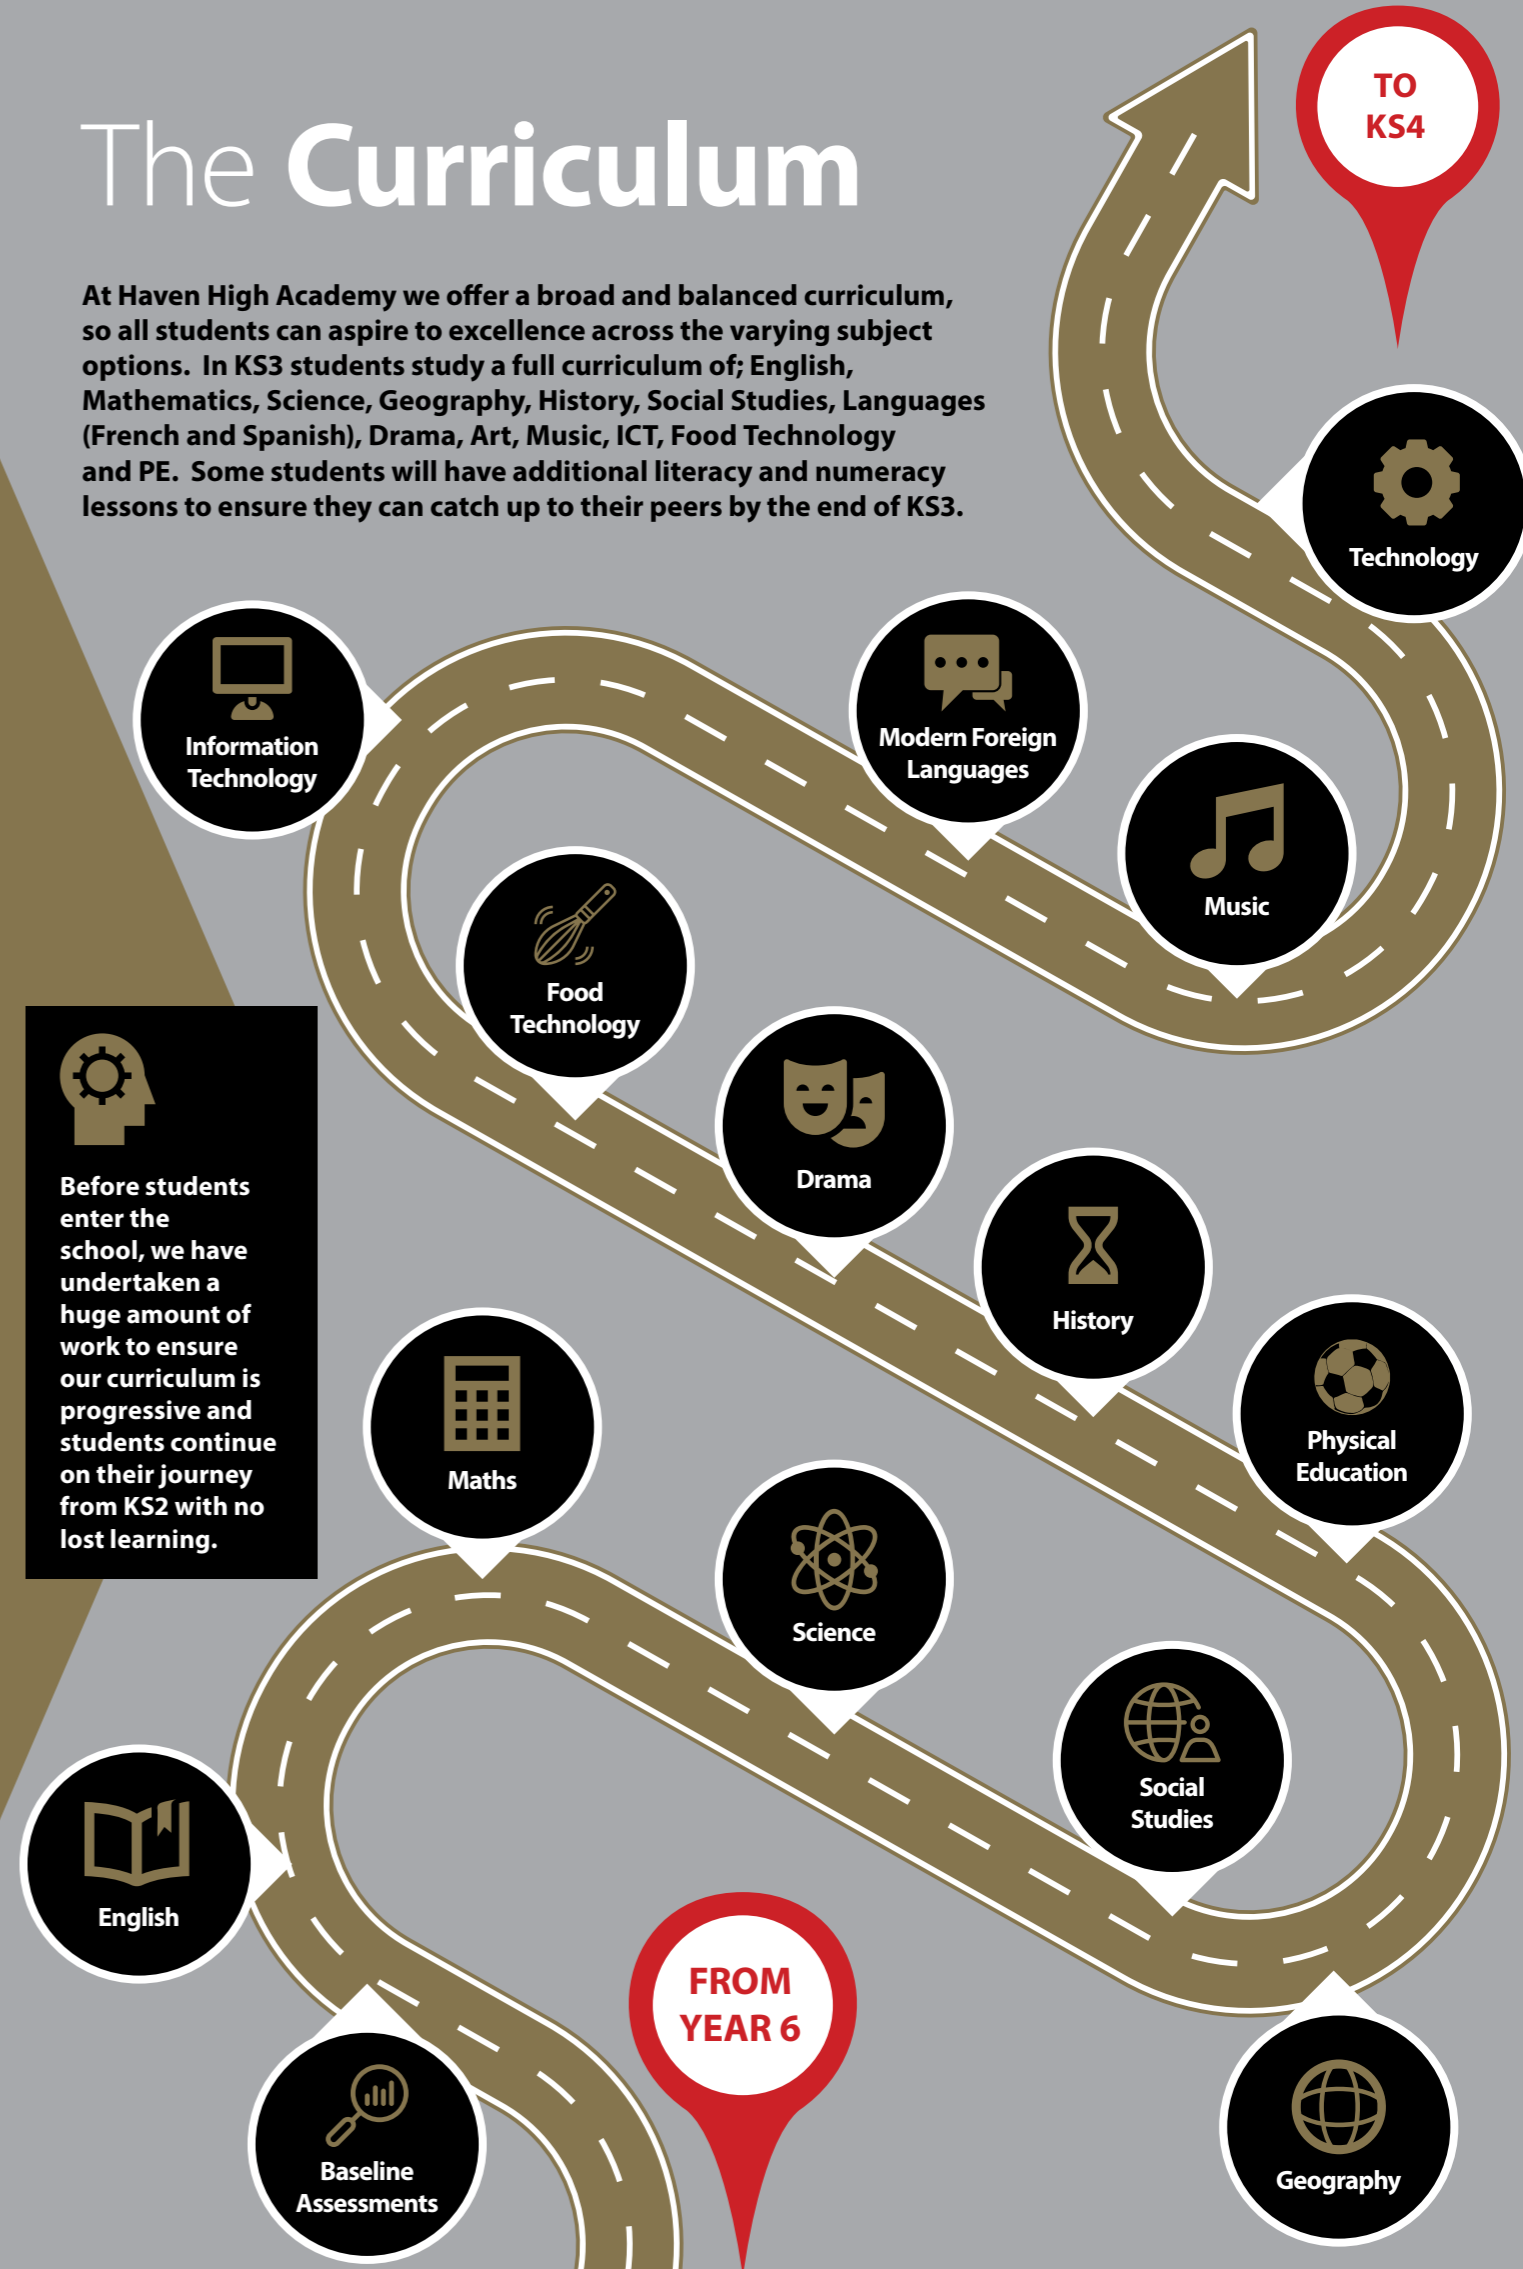 The Curriculum
At Haven High Academy we offer a broad and balanced curriculum,
so all students can aspire to excellence across the varying subject
options. In KS3 students study a full curriculum of; English,
Mathematics, Science, Geography, History, Social Studies, Languages
(French and Spanish), Drama, Art, Music, ICT, Food Technology
and PE. Some students will have additional literacy and numeracy
lessons to ensure they can catch up to their peers by the end of KS3.
TO
KS4
Technology
Information
Technology
Modern Foreign
Languages
Music
Food
Technology
Drama
History
Physical
Education
Before students
enter the
school, we have
undertaken a
huge amount of
work to ensure
our curriculum is
progressive and
students continue
on their journey
from KS2 with no
lost learning.
Maths
Science
Social
Studies
English
FROM
YEAR 6
Baseline
Assessments
Geography